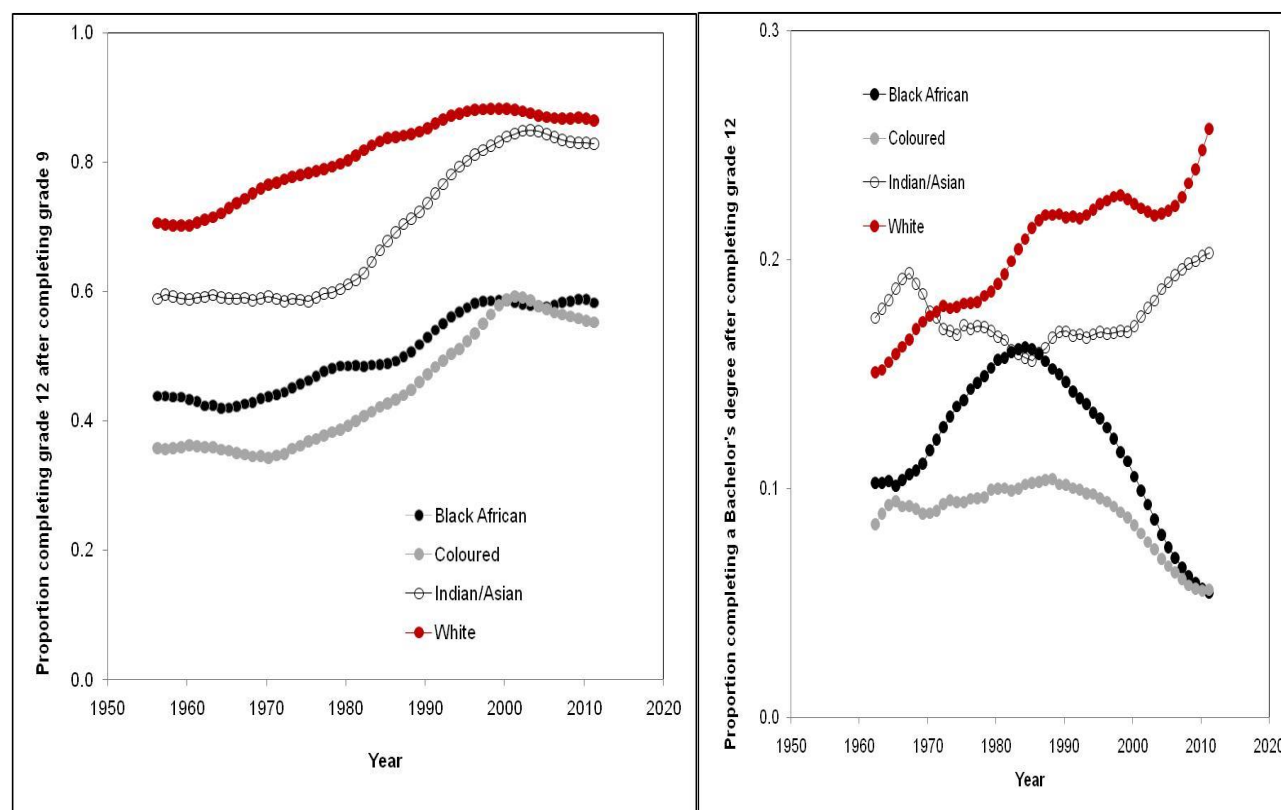 Proportion completing grade 12 after completing grade 9
1.0
0.8
0.6
0.4
0.2
0.0
Black African
Coloured
Indian/Asian
White
1950 1960 1970 1980 1990 2000 2010 2020
Year
Proportion completing a Bachelor's degree after completing grade 12
0.3
0.2
0.1
0.0
Black African
Coloured
Indian/Asian
White
1950 1960 1970 1980 1990 2000 2010 2020
Year